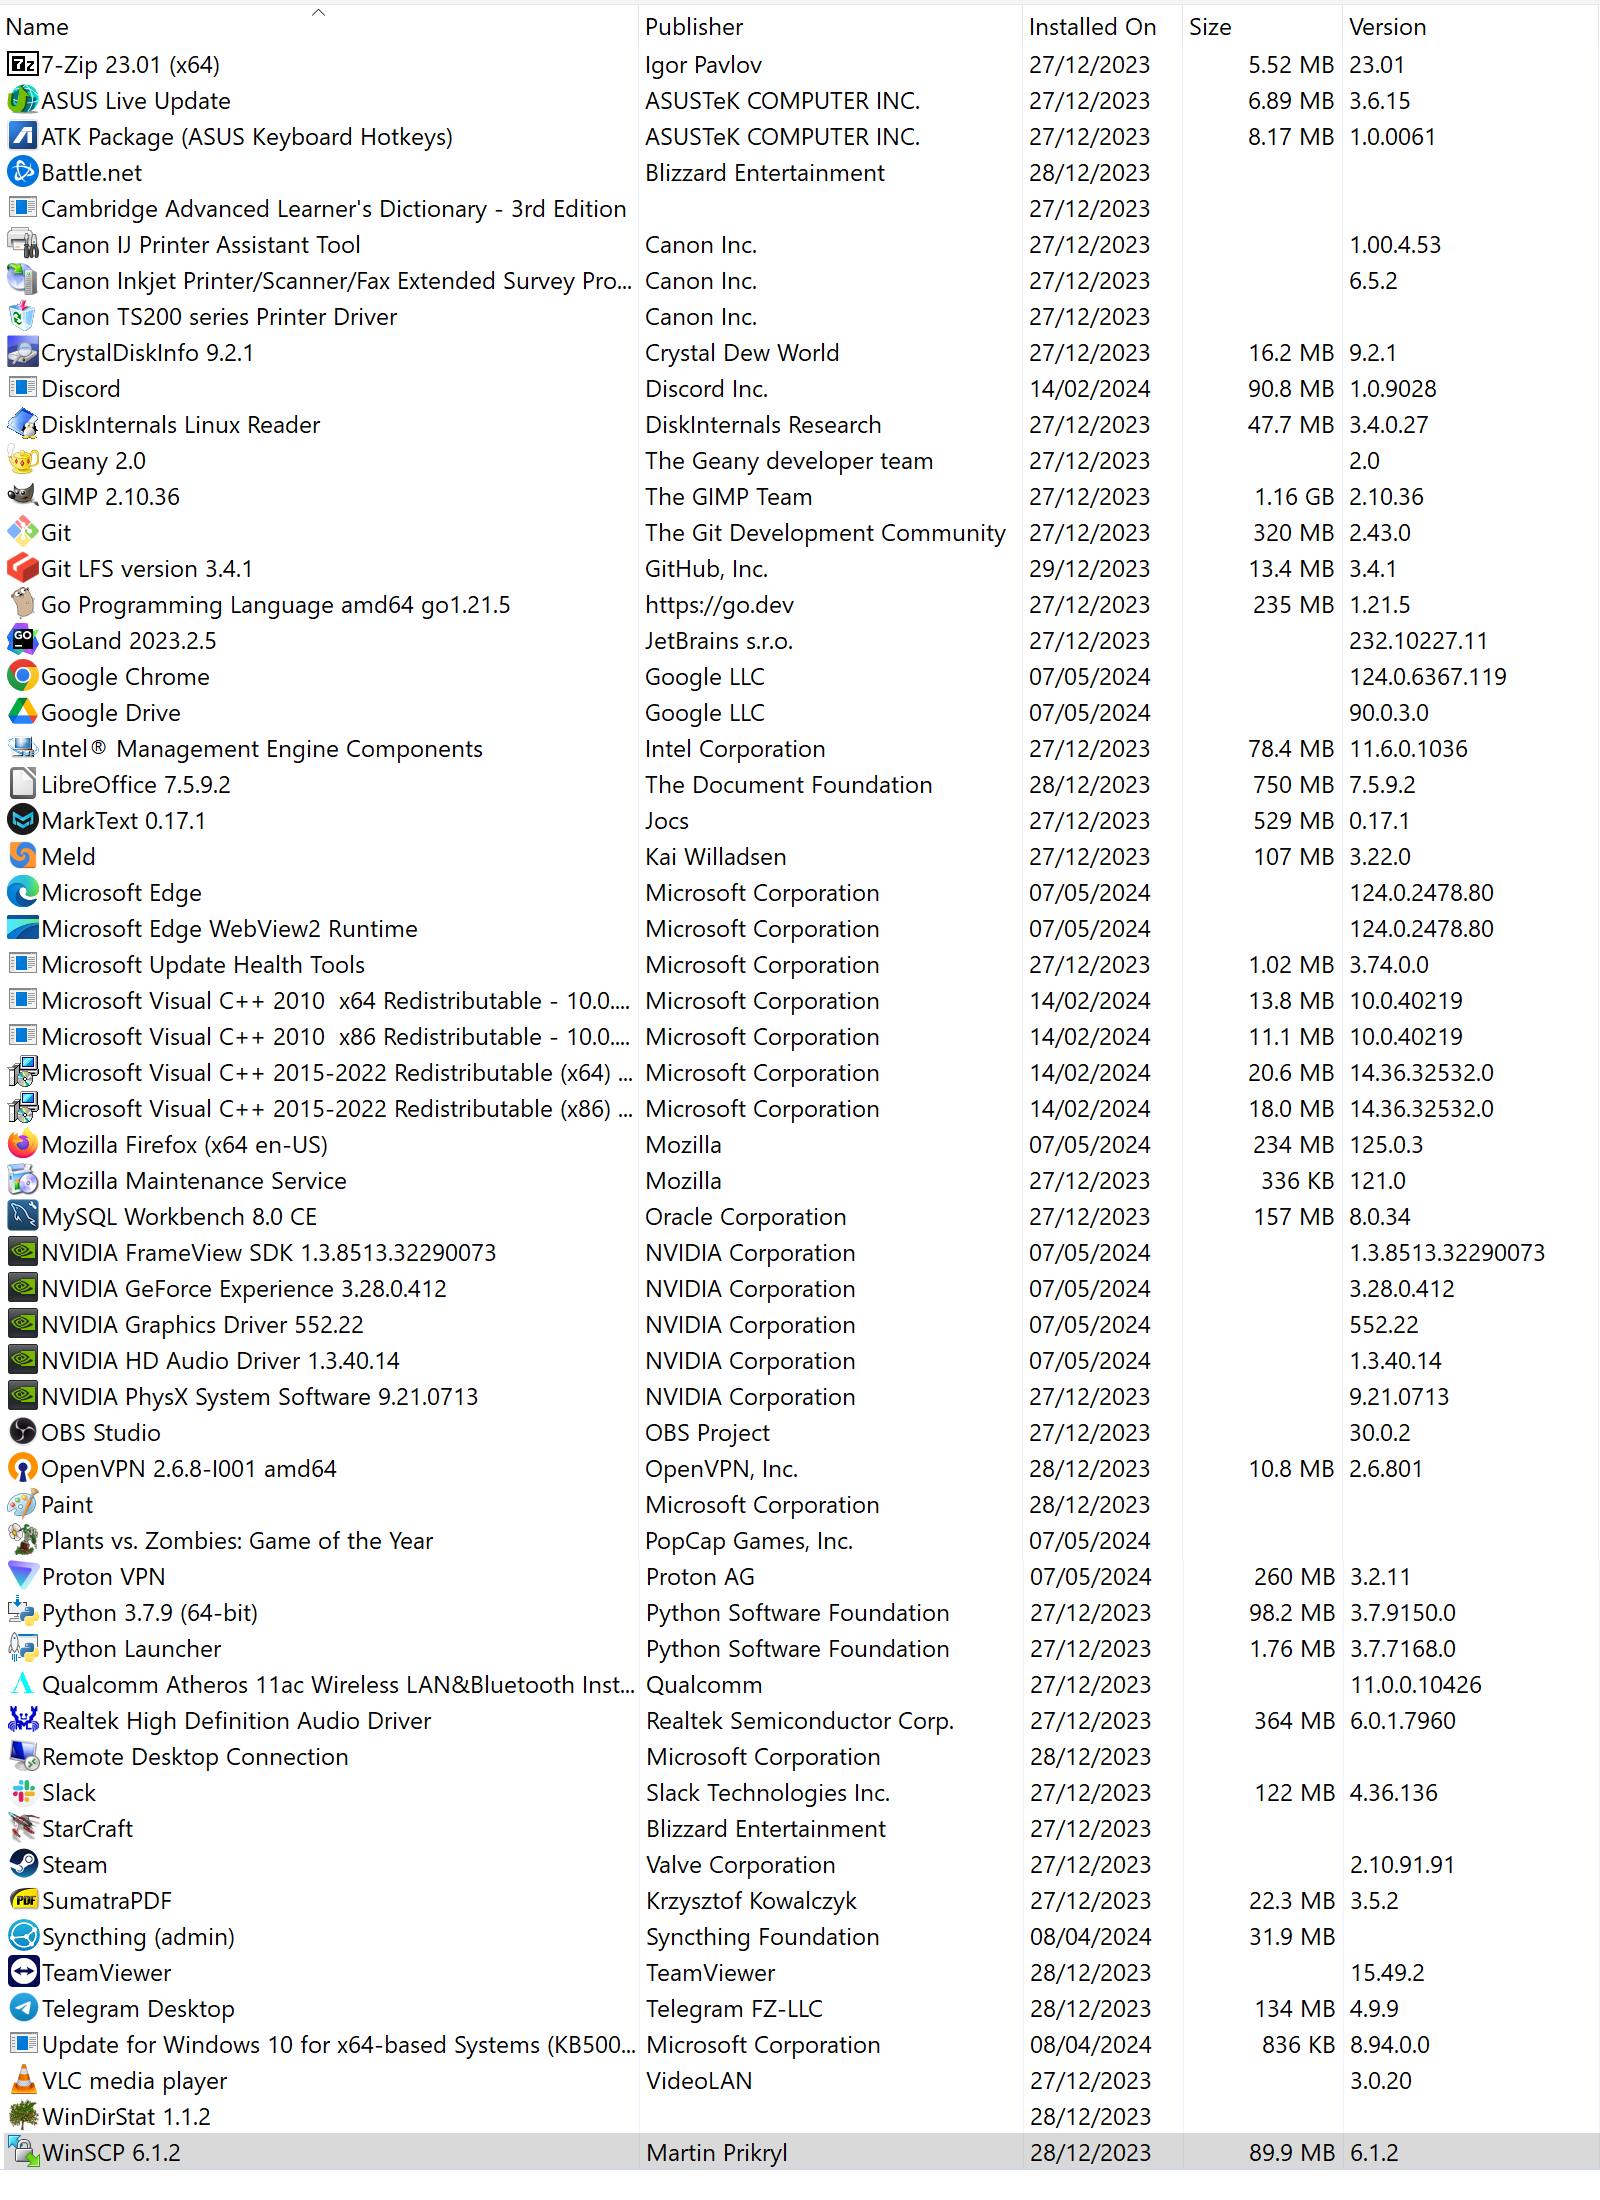 Name Publisher Installed On Size Version
7-Zip 23.01 (x64) Igor Pavlov 27/12/2023 5.52 MB 23.01
ASUS Live Update ASUSTeK COMPUTER INC. 27/12/2023 6.89 MB 3.6.15
ATK Package (ASUS Keyboard Hotkeys) ASUSTeK COMPUTER INC. 27/12/2023 8.17 MB 1.0.0061
Battle.net Blizzard Entertainment 28/12/2023
Cambridge Advanced Learner's Dictionary - 3rd Edition 27/12/2023
Canon IJ Printer Assistant Tool Canon Inc. 27/12/2023 1.00.4.53
Canon Inkjet Printer/Scanner/Fax Extended Survey Pro... Canon Inc. 27/12/2023 6.5.2
Canon TS200 series Printer Driver Canon Inc. 27/12/2023
CrystalDiskInfo 9.2.1 Crystal Dew World 27/12/2023 16.2 MB 9.2.1
Discord Discord Inc. 14/02/2024 90.8 MB 1.0.9028
DiskInternals Linux Reader DiskInternals Research 27/12/2023 47.7 MB 3.4.0.27
Geany 2.0 The Geany developer team 27/12/2023 2.0
GIMP 2.10.36 The GIMP Team 27/12/2023 1.16 GB 2.10.36
Git The Git Development Community 27/12/2023 320 MB 2.43.0
Git LFS version 3.4.1 GitHub, Inc. 29/12/2023 13.4 MB 3.4.1
Go Programming Language amd64 go1.21.5 https://go.dev 27/12/2023 235 MB 1.21.5
GoLand 2023.2.5 JetBrains s.r.o. 27/12/2023 232.10227.11
Google Chrome Google LLC 07/05/2024 124.0.6367.119
Google Drive Google LLC 07/05/2024 90.0.3.0
Intel® Management Engine Components Intel Corporation 27/12/2023 78.4 MB 11.6.0.1036
LibreOffice 7.5.9.2 The Document Foundation 28/12/2023 750 MB 7.5.9.2
MarkText 0.17.1 Jocs 27/12/2023 529 MB 0.17.1
Meld Kai Willadsen 27/12/2023 107 MB 3.22.0
Microsoft Edge Microsoft Corporation 07/05/2024 124.0.2478.80
Microsoft Edge WebView2 Runtime Microsoft Corporation 07/05/2024 124.0.2478.80
Microsoft Update Health Tools Microsoft Corporation 27/12/2023 1.02 MB 3.74.0.0
Microsoft Visual C++ 2010  x64 Redistributable - 10.0.... Microsoft Corporation 14/02/2024 13.8 MB 10.0.40219
Microsoft Visual C++ 2010  x86 Redistributable - 10.0.... Microsoft Corporation 14/02/2024 11.1 MB 10.0.40219
Microsoft Visual C++ 2015-2022 Redistributable (x64) ... Microsoft Corporation 14/02/2024 20.6 MB 14.36.32532.0
Microsoft Visual C++ 2015-2022 Redistributable (x86) ... Microsoft Corporation 14/02/2024 18.0 MB 14.36.32532.0
Mozilla Firefox (x64 en-US) Mozilla 07/05/2024 234 MB 125.0.3
Mozilla Maintenance Service Mozilla 27/12/2023 336 KB 121.0
MySQL Workbench 8.0 CE Oracle Corporation 27/12/2023 157 MB 8.0.34
NVIDIA FrameView SDK 1.3.8513.32290073 NVIDIA Corporation 07/05/2024 1.3.8513.32290073
NVIDIA GeForce Experience 3.28.0.412 NVIDIA Corporation 07/05/2024 3.28.0.412
NVIDIA Graphics Driver 552.22 NVIDIA Corporation 07/05/2024 552.22
NVIDIA HD Audio Driver 1.3.40.14 NVIDIA Corporation 07/05/2024 1.3.40.14
NVIDIA PhysX System Software 9.21.0713 NVIDIA Corporation 27/12/2023 9.21.0713
OBS Studio OBS Project 27/12/2023 30.0.2
OpenVPN 2.6.8-I001 amd64 OpenVPN, Inc. 28/12/2023 10.8 MB 2.6.801
Paint Microsoft Corporation 28/12/2023
Plants vs. Zombies: Game of the Year PopCap Games, Inc. 07/05/2024
Proton VPN Proton AG 07/05/2024 260 MB 3.2.11
Python 3.7.9 (64-bit) Python Software Foundation 27/12/2023 98.2 MB 3.7.9150.0
Python Launcher Python Software Foundation 27/12/2023 1.76 MB 3.7.7168.0
Qualcomm Atheros 11ac Wireless LAN&Bluetooth Inst... Qualcomm 27/12/2023 11.0.0.10426
Realtek High Definition Audio Driver Realtek Semiconductor Corp. 27/12/2023 364 MB 6.0.1.7960
Remote Desktop Connection Microsoft Corporation 28/12/2023
Slack Slack Technologies Inc. 27/12/2023 122 MB 4.36.136
StarCraft Blizzard Entertainment 27/12/2023
Steam Valve Corporation 27/12/2023 2.10.91.91
SumatraPDF Krzysztof Kowalczyk 27/12/2023 22.3 MB 3.5.2
Syncthing (admin) Syncthing Foundation 08/04/2024 31.9 MB
TeamViewer TeamViewer 28/12/2023 15.49.2
Telegram Desktop Telegram FZ-LLC 28/12/2023 134 MB 4.9.9
Update for Windows 10 for x64-based Systems (KB500... Microsoft Corporation 08/04/2024 836 KB 8.94.0.0
VLC media player VideoLAN 27/12/2023 3.0.20
WinDirStat 1.1.2 28/12/2023
WinSCP 6.1.2 Martin Prikryl 28/12/2023 89.9 MB 6.1.2